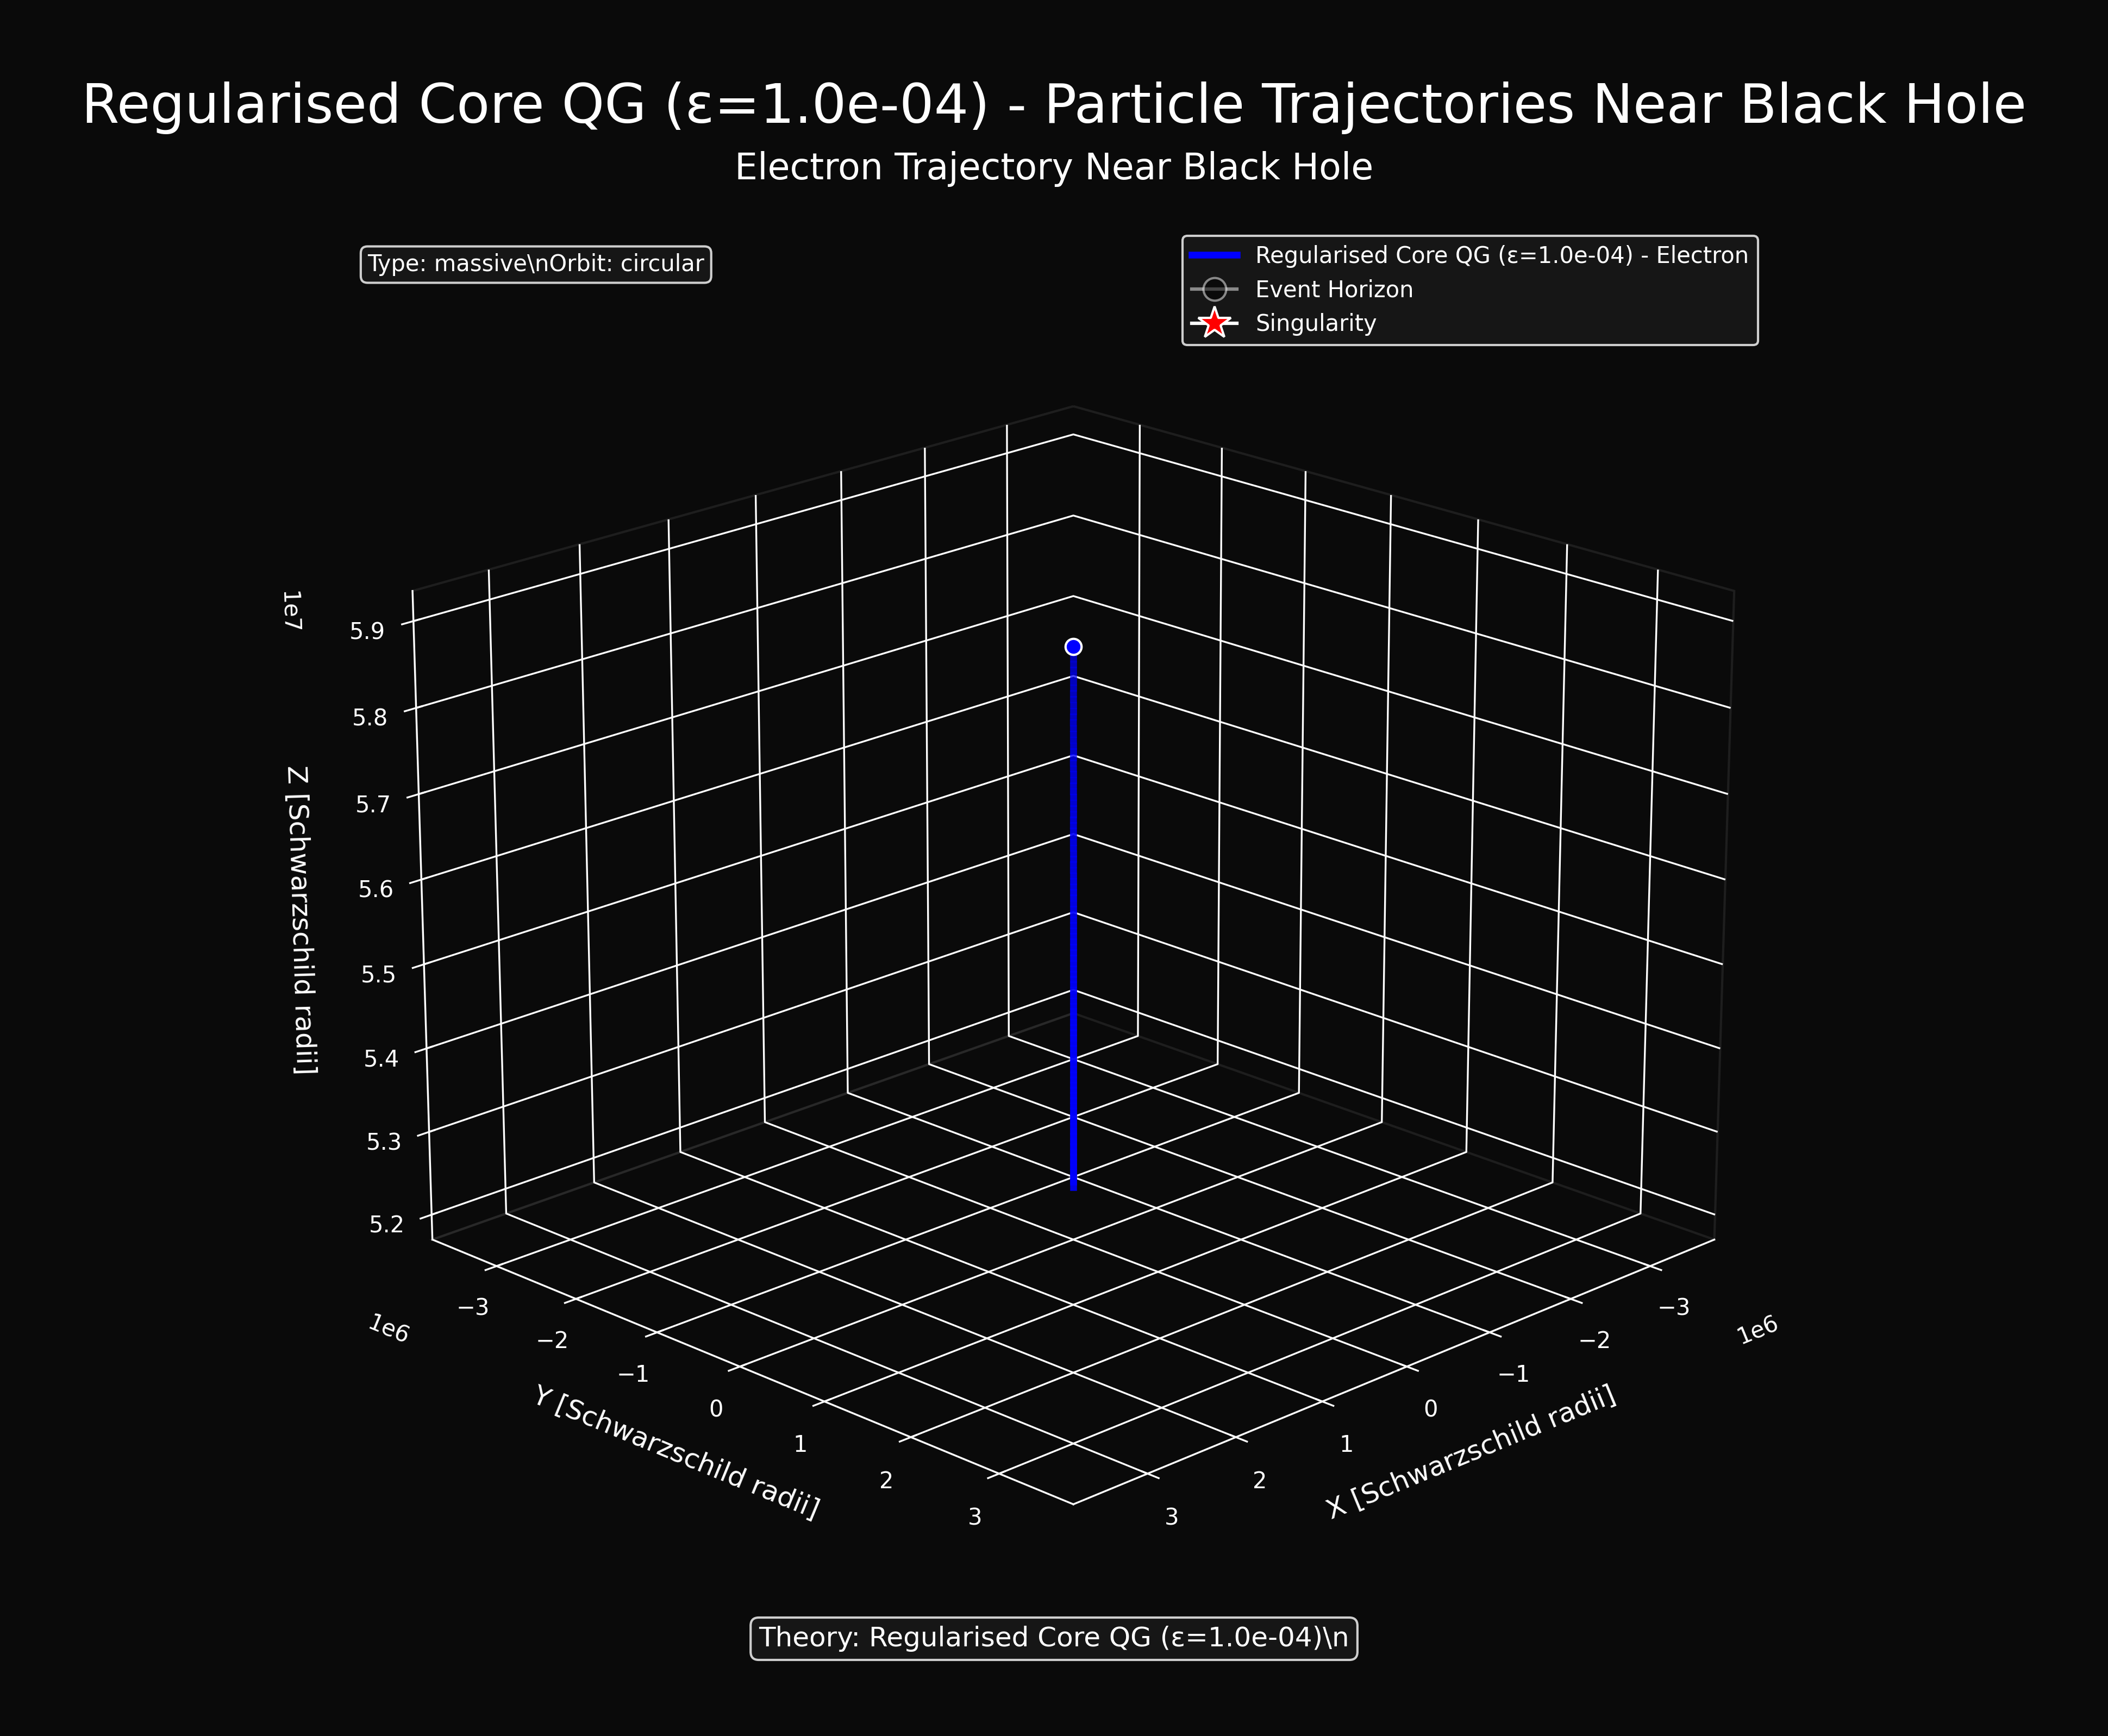 Regularised Core QG (ε=1.0e-04) - Particle Trajectories Near Black Hole
Electron Trajectory Near Black Hole
Type: massive\nOrbit: circular
Regularised Core QG (ε=1.0e-04) - Electron
Event Horizon
Singularity
1e7
5.9
5.8
5.7
5.6
5.5
5.4
5.3
5.2
Z [Schwarzschild radii]
1e6
−3
−2
−1
0
1
2
3
Y [Schwarzschild radii]
1e6
−3
−2
−1
0
1
2
3
X [Schwarzschild radii]
Theory: Regularised Core QG (ε=1.0e-04)\n